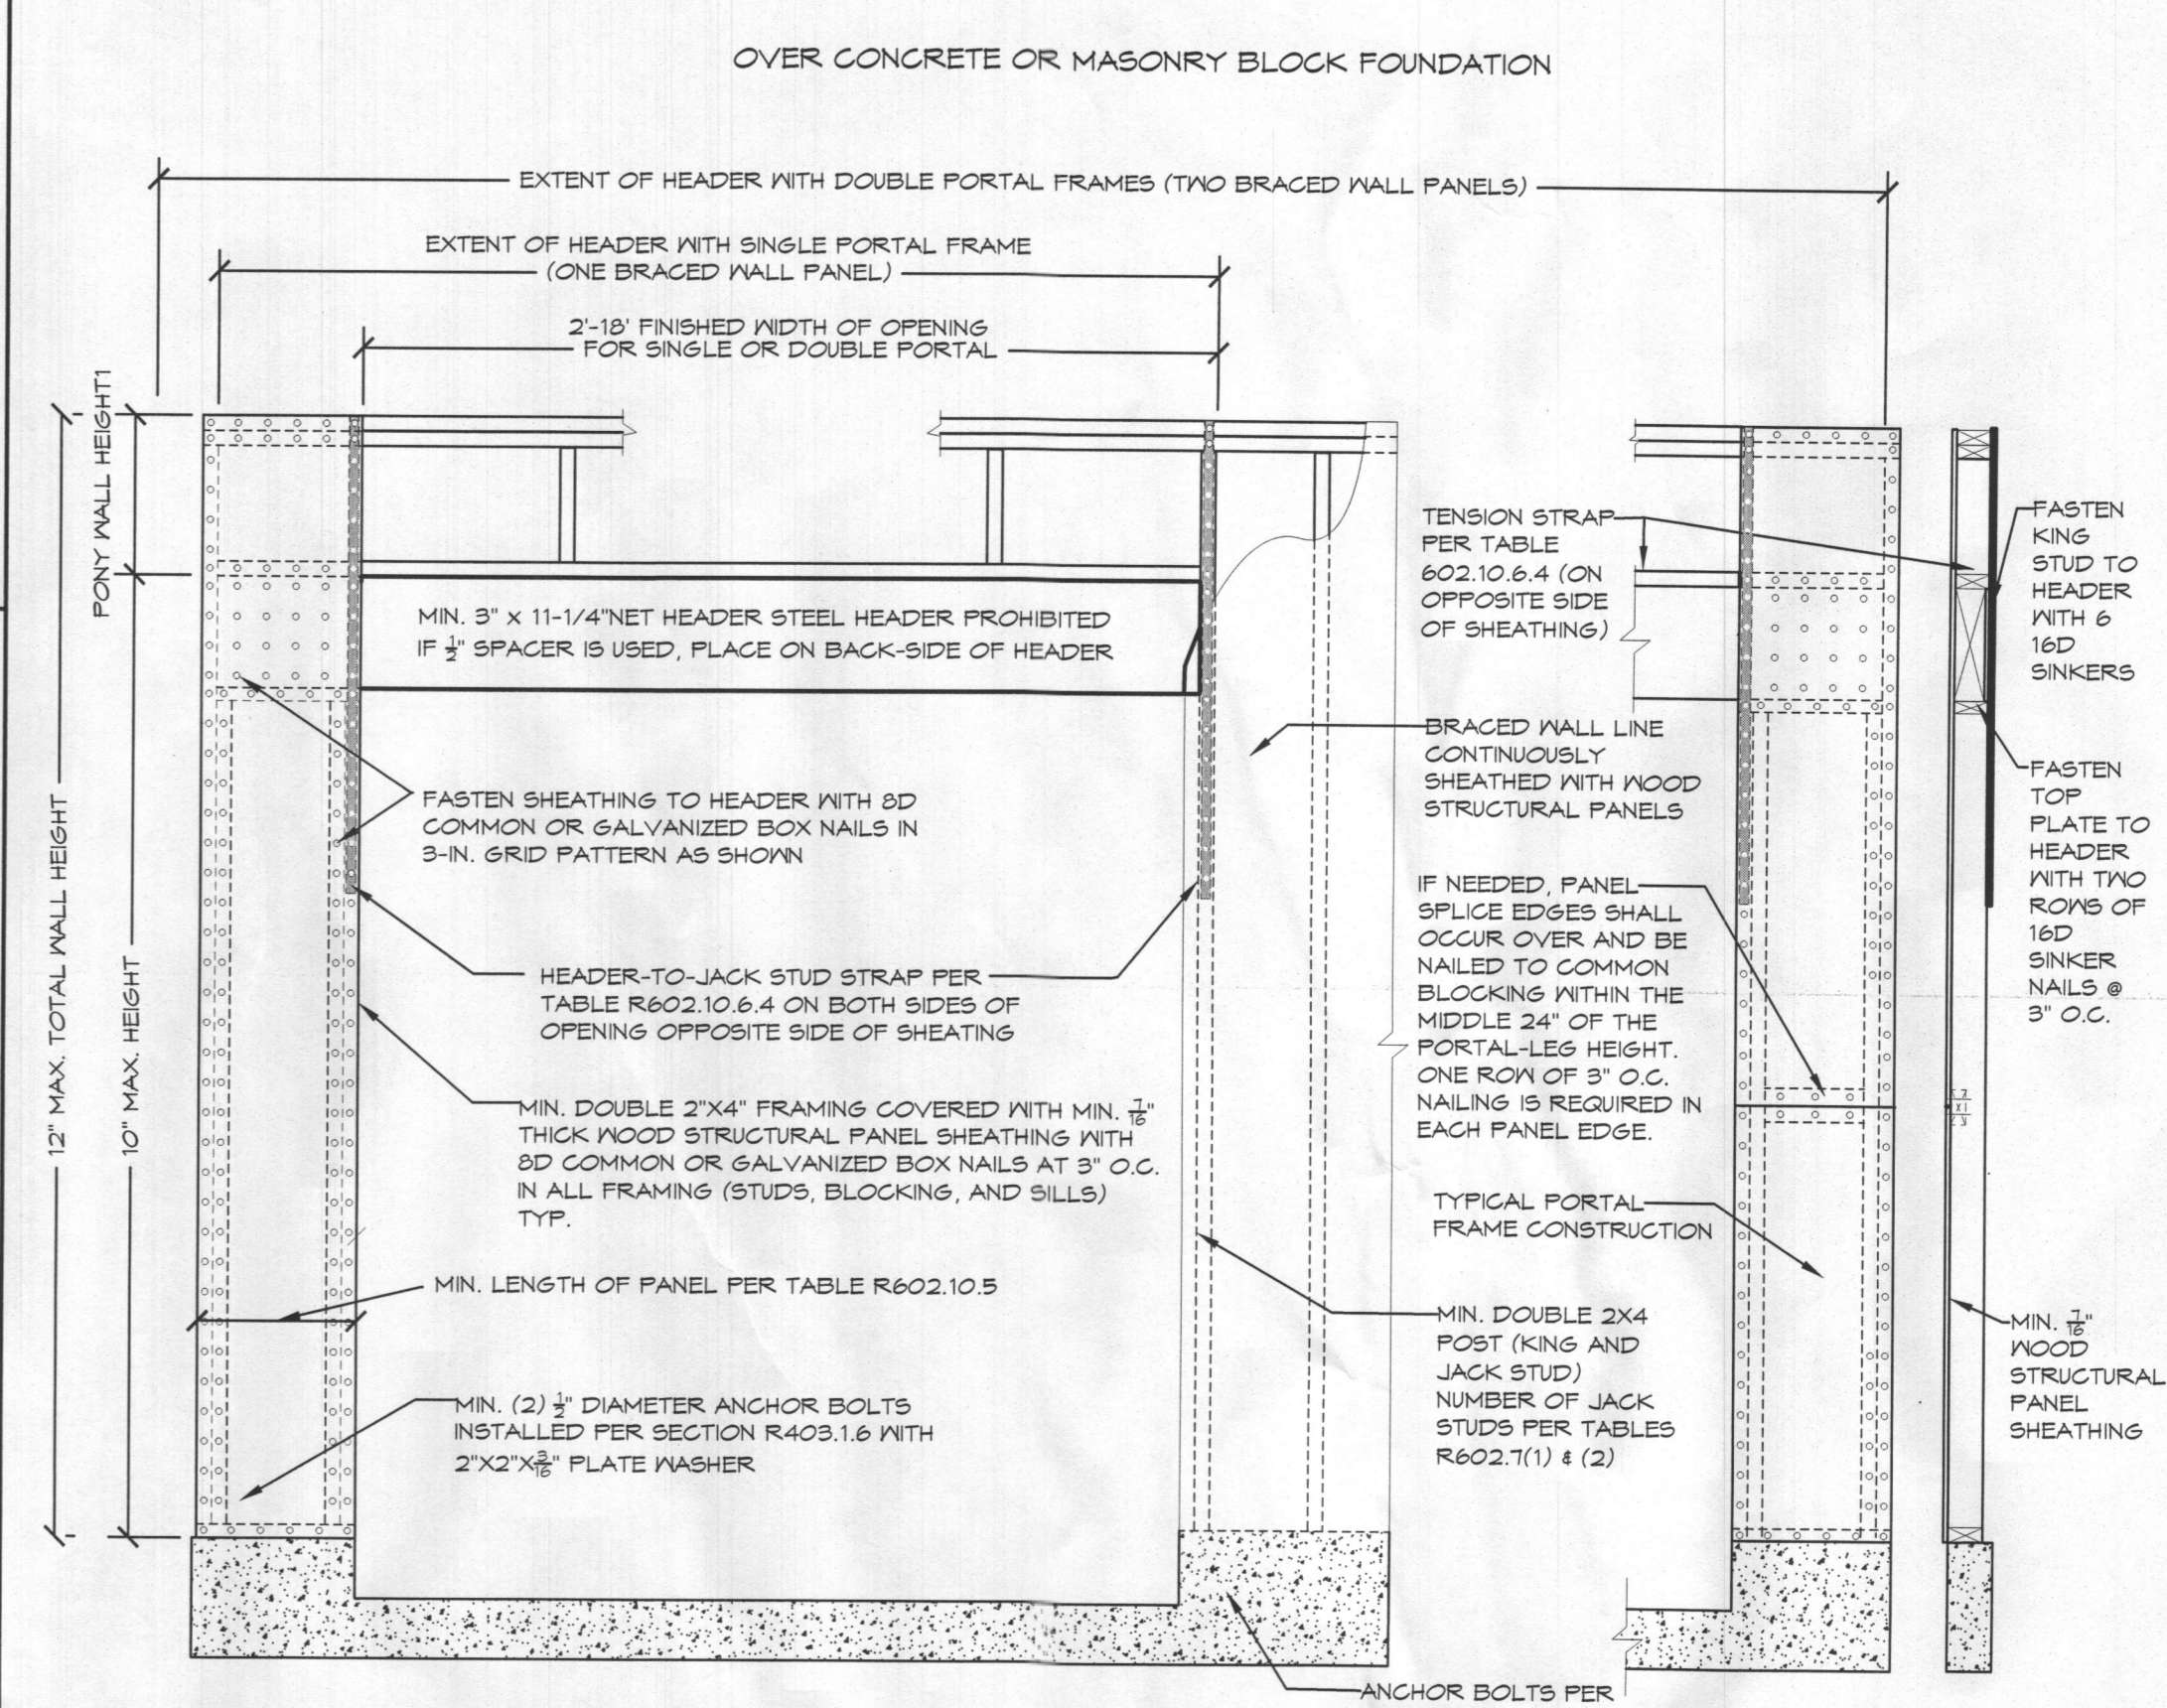 OVER CONCRETE OR MASONRY BLOCK FOUNDATION
EXTENT OF HEADER WITH DOUBLE PORTAL FRAMES (TWO BRACED WALL PANELS)
EXTENT OF HEADER WITH SINGLE PORTAL FRAME
(ONE BRACED WALL PANEL)
2'-18' FINISHED WIDTH OF OPENING
FOR SINGLE OR DOUBLE PORTAL
PONY WALL HEIGHT1
12" MAX. TOTAL WALL HEIGHT
10" MAX. HEIGHT
MIN. 3" X 11-1/4"NET HEADER STEEL HEADER PROHIBITED
IF 1/2" SPACER IS USED, PLACE ON BACK-SIDE OF HEADER
FASTEN SHEATHING TO HEADER WITH 8D
COMMON OR GALVANIZED BOX NAILS IN
3-IN. GRID PATTERN AS SHOWN
HEADER-TO-JACK STUD STRAP PER
TABLE R602.10.6.4 ON BOTH SIDES OF
OPENING OPPOSITE SIDE OF SHEATING
MIN. DOUBLE 2"X4" FRAMING COVERED WITH MIN. 7/16"
THICK WOOD STRUCTURAL PANEL SHEATHING WITH
8D COMMON OR GALVANIZED BOX NAILS AT 3" O.C.
IN ALL FRAMING (STUDS, BLOCKING, AND SILLS)
TYP.
MIN. LENGTH OF PANEL PER TABLE R602.10.5
MIN. (2) 1/2" DIAMETER ANCHOR BOLTS
INSTALLED PER SECTION R403.1.6 WITH
2"X2"X3/16" PLATE WASHER
TENSION STRAP
PER TABLE
602.10.6.4 (ON
OPPOSITE SIDE
OF SHEATHING)
BRACED WALL LINE
CONTINUOUSLY
SHEATHED WITH WOOD
STRUCTURAL PANELS
IF NEEDED, PANEL
SPLICE EDGES SHALL
OCCUR OVER AND BE
NAILED TO COMMON
BLOCKING WITHIN THE
MIDDLE 24" OF THE
PORTAL-LEG HEIGHT.
ONE ROW OF 3" O.C.
NAILING IS REQUIRED IN
EACH PANEL EDGE.
TYPICAL PORTAL
FRAME CONSTRUCTION
MIN. DOUBLE 2X4
POST (KING AND
JACK STUD)
NUMBER OF JACK
STUDS PER TABLES
R602.7(1) & (2)
ANCHOR BOLTS PER
FASTEN
KING
STUD TO
HEADER
WITH 6
16D
SINKERS
FASTEN
TOP
PLATE TO
HEADER
WITH TWO
ROWS OF
16D
SINKER
NAILS @
3" O.C.
MIN. 7/16"
WOOD
STRUCTURAL
PANEL
SHEATHING